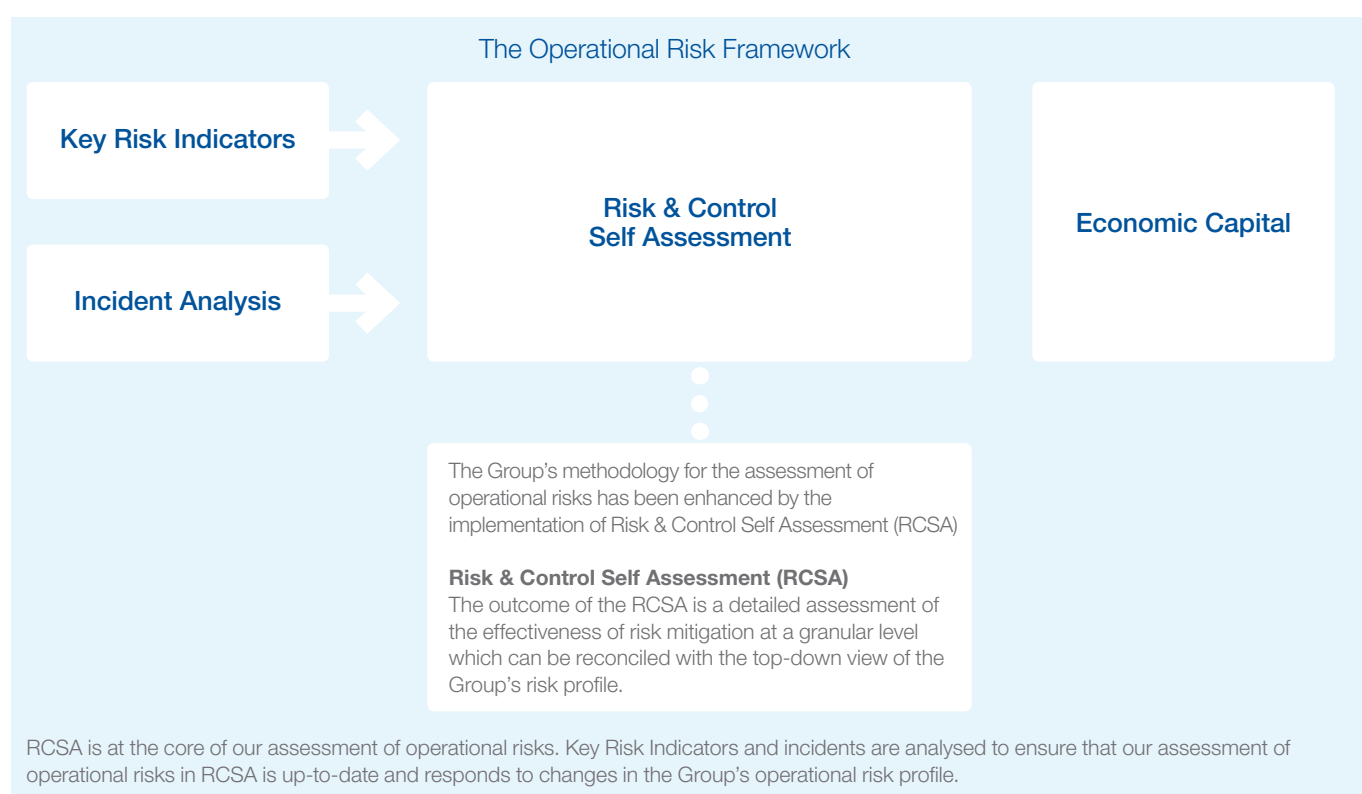 The Operational Risk Framework
Key Risk Indicators
Incident Analysis
Risk & Control
Self Assessment
Economic Capital
The Group’s methodology for the assessment of
operational risks has been enhanced by the
implementation of Risk & Control Self Assessment (RCSA)
Risk & Control Self Assessment (RCSA)
The outcome of the RCSA is a detailed assessment of
the effectiveness of risk mitigation at a granular level
which can be reconciled with the top-down view of the
Group’s risk profile.
RCSA is at the core of our assessment of operational risks. Key Risk Indicators and incidents are analysed to ensure that our assessment of
operational risks in RCSA is up-to-date and responds to changes in the Group’s operational risk profile.